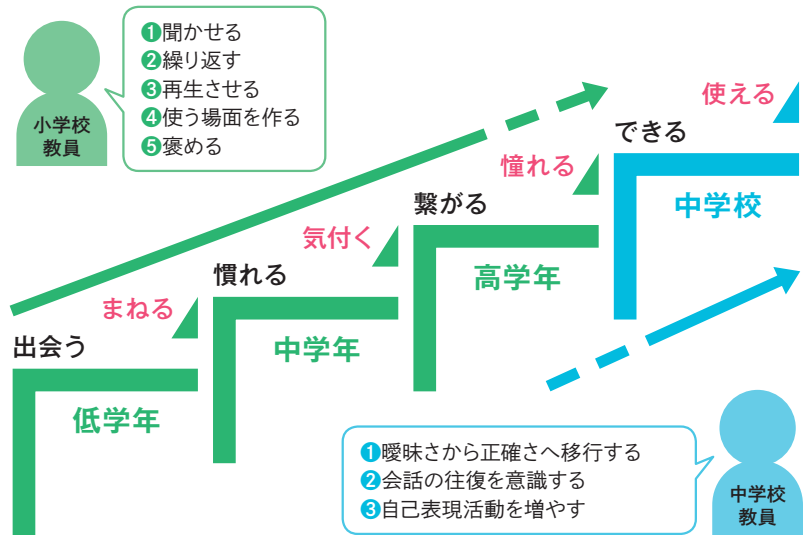 ❶聞かせる
❷繰り返す
❸再生させる
❹使う場面を作る
❺褒める
小学校
教員
使える
できる
憧れる
中学校
繋がる
気付く
高学年
慣れる
まねる
中学年
出会う
低学年
❶曖昧さから正確さへ移行する
❷会話の往復を意識する
❸自己表現活動を増やす
中学校
教員